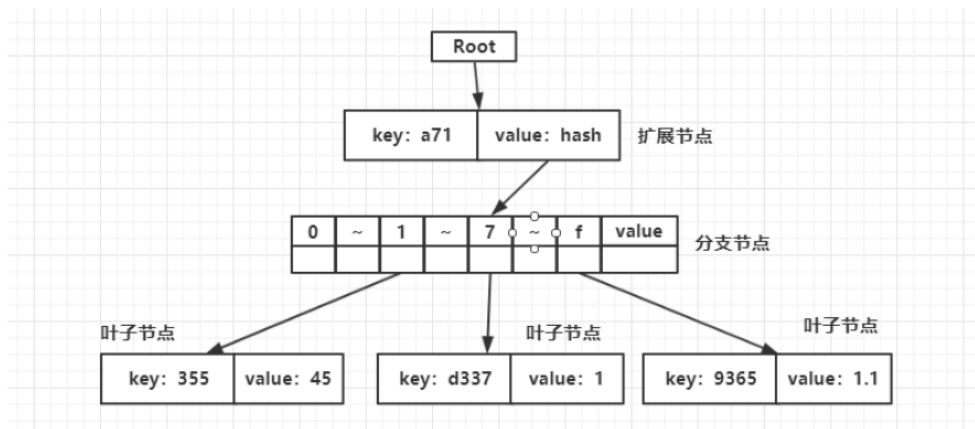 Root
key: a71 value: hash 扩展节点
0 ~ 1 ~ 7 ~ f value 分支节点
叶子节点 叶子节点 叶子节点
key: 355 value: 45 key: d337 value: 1 key: 9365 value: 1.1